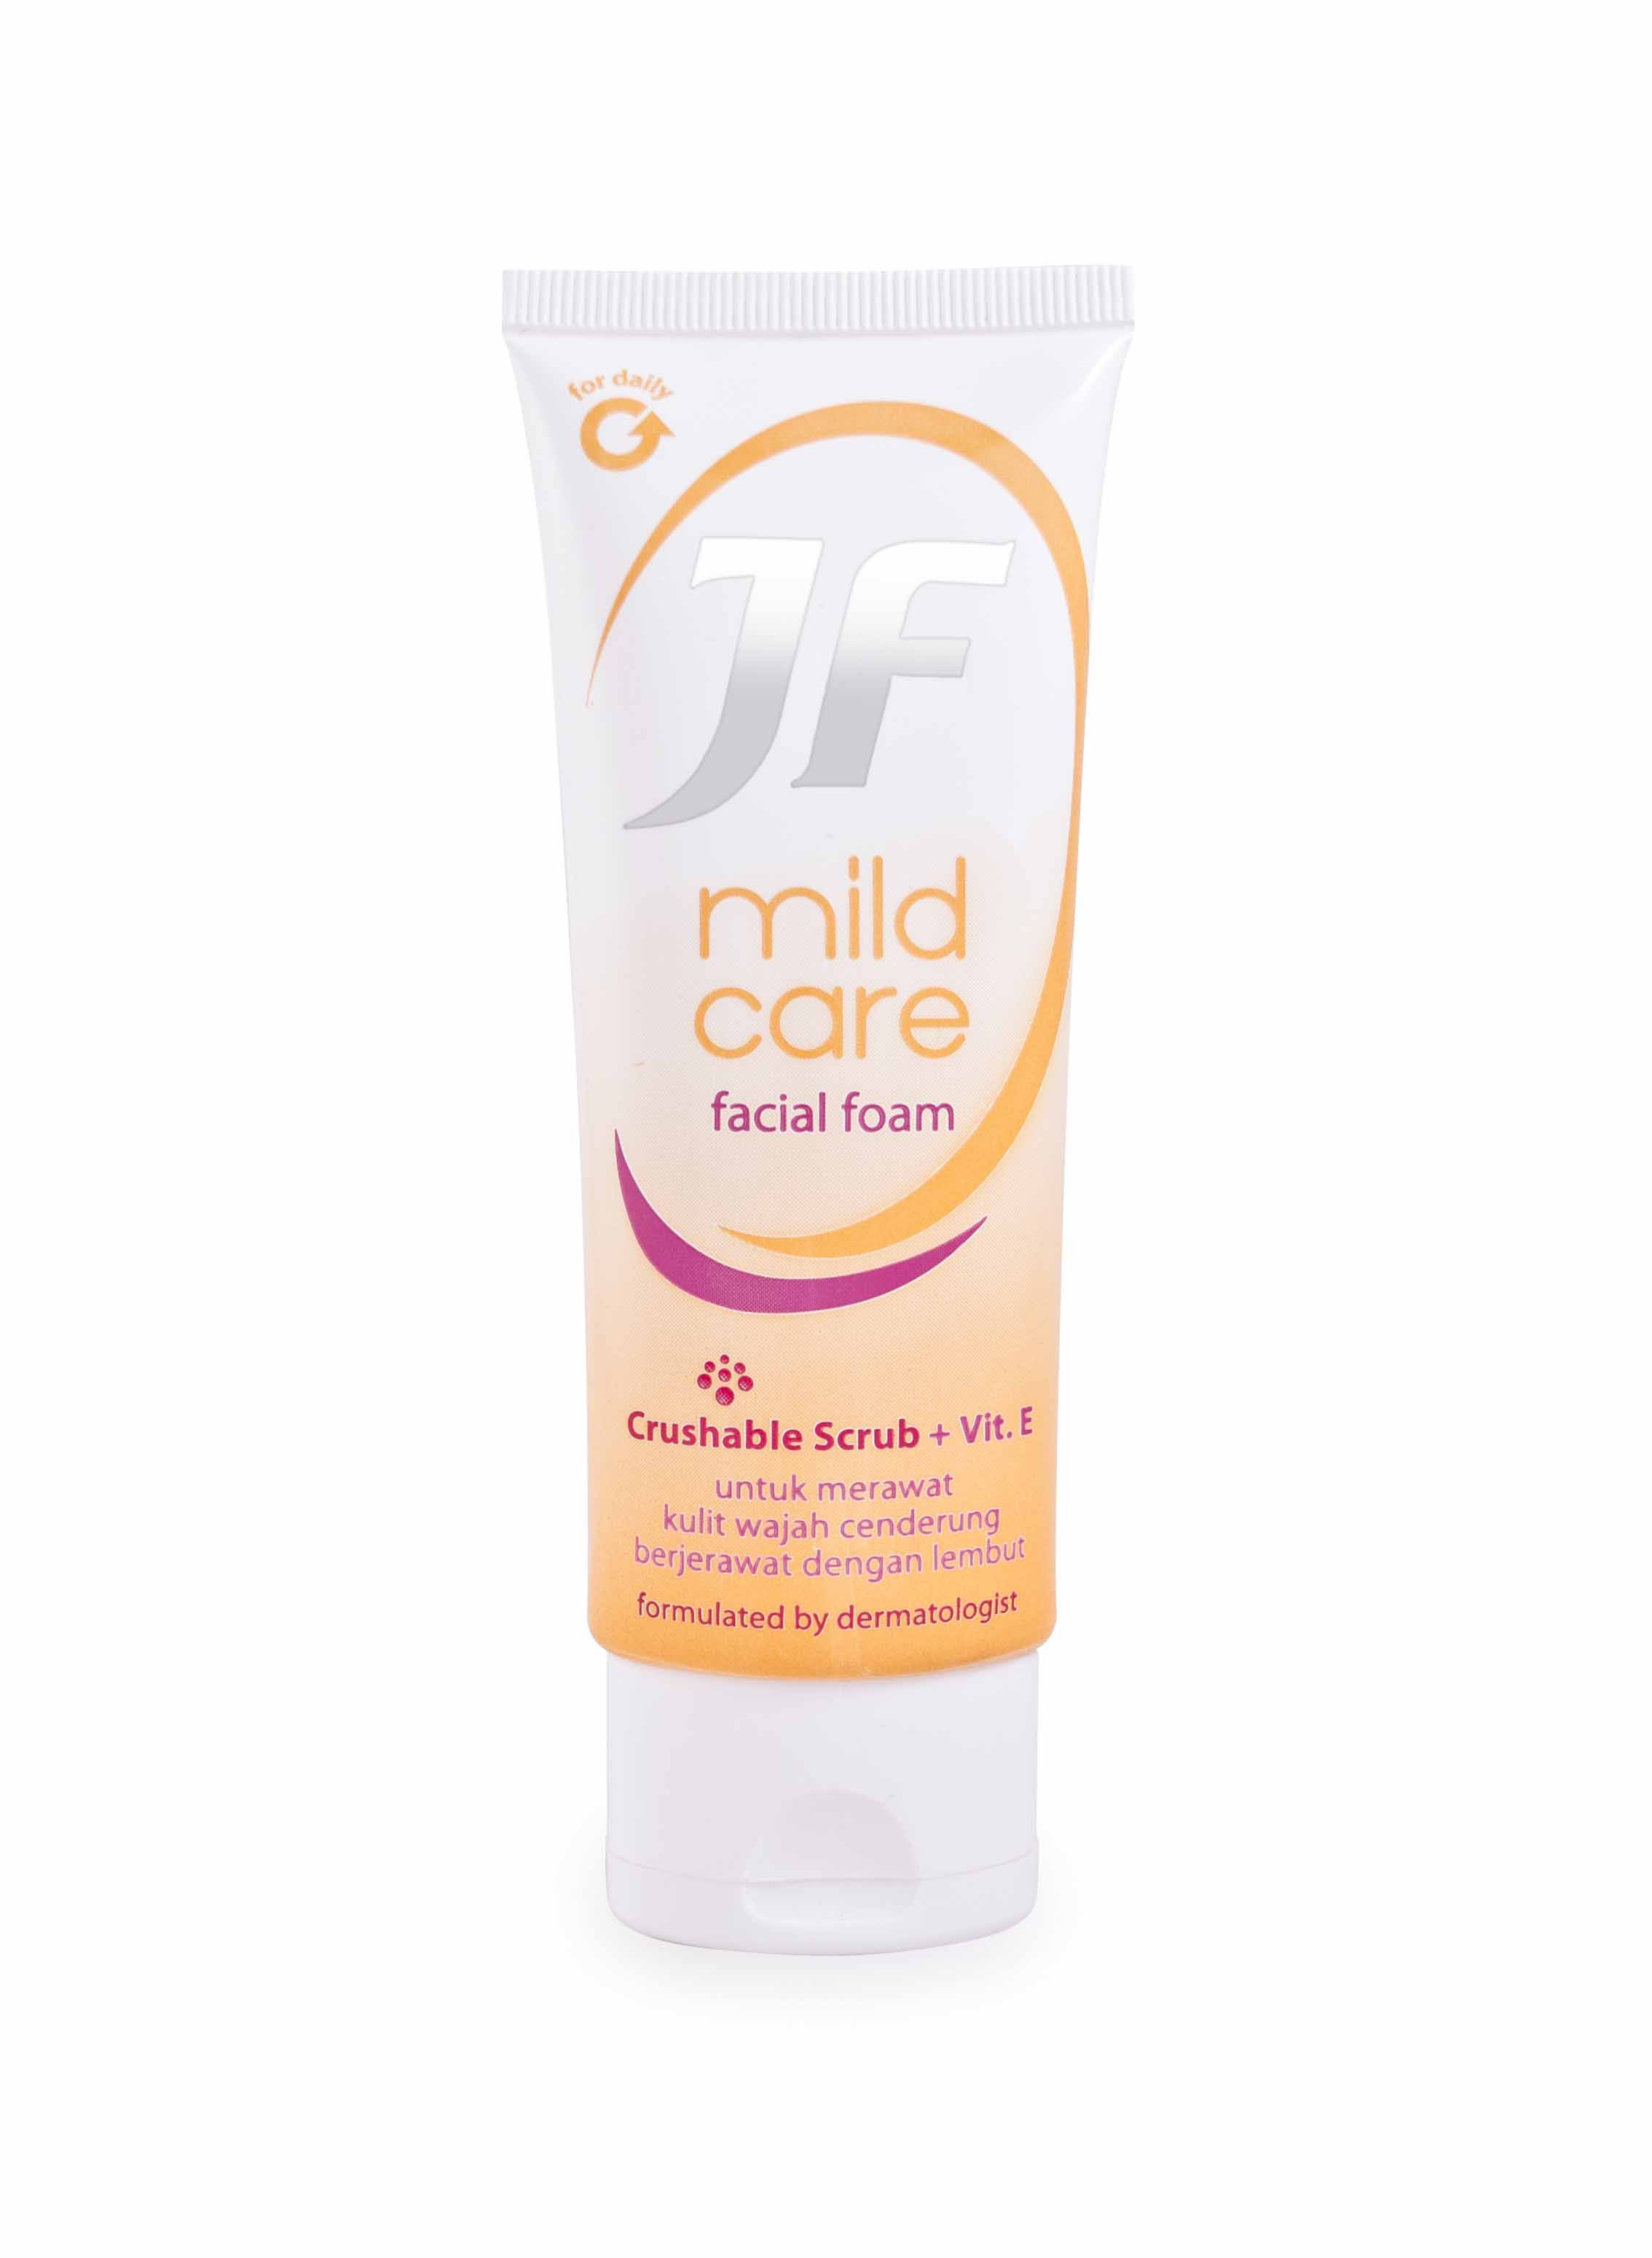 for daily
JF
mild
care
facial foam
Crushable Scrub + Vit. E
untuk merawat
kulit wajah cenderung
berjerawat dengan lembut
formulated by dermatologist